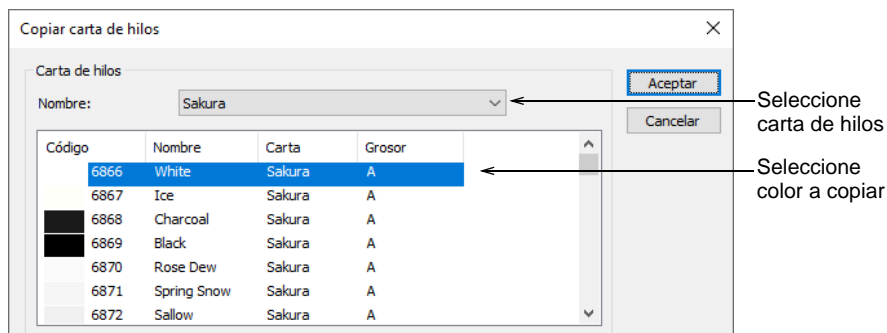 Copiar carta de hilos
Carta de hilos
Nombre: Sakura
Aceptar
Cancelar
Seleccione
carta de hilos
Código Nombre Carta Grosor
6866 White Sakura A
6867 Ice Sakura A
6868 Charcoal Sakura A
6869 Black Sakura A
6870 Rose Dew Sakura A
6871 Spring Snow Sakura A
6872 Sallow Sakura A
Seleccione
color a copiar